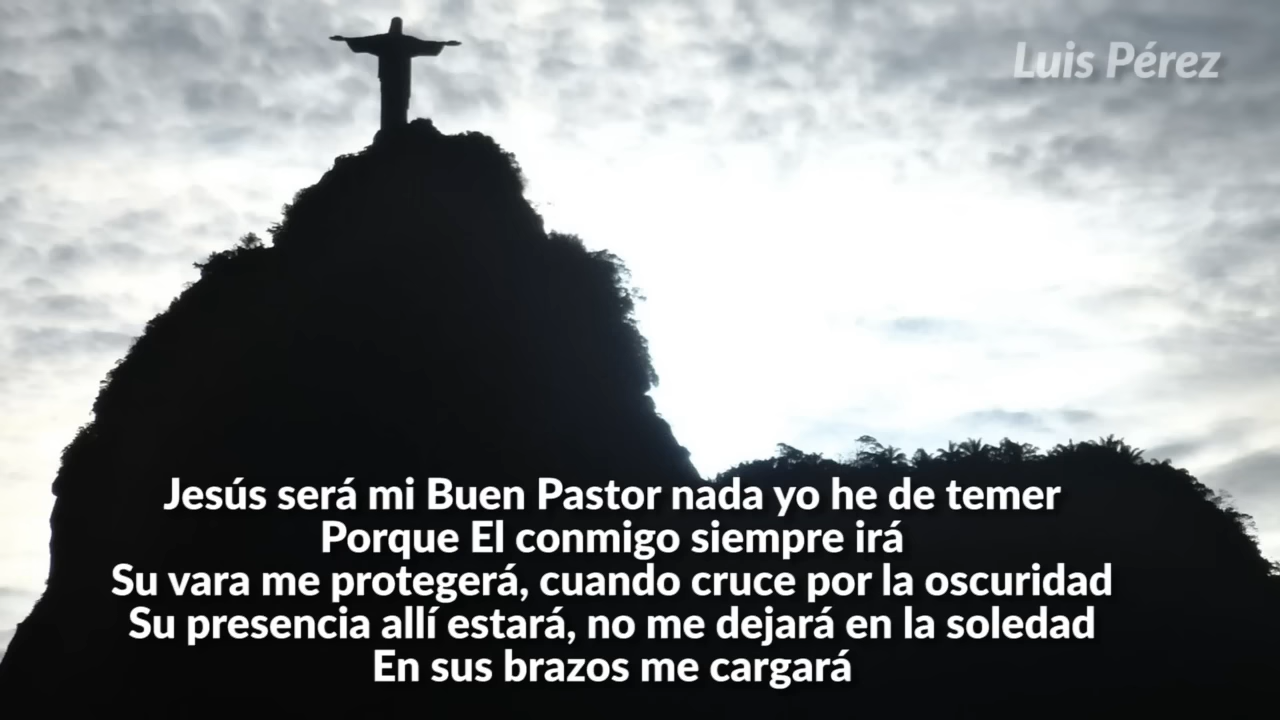 Luis Pérez
Jesús será mi Buen Pastor nada yo he de temer
Porque El conmigo siempre irá
Su vara me protegerá, cuando cruce por la oscuridad
Su presencia allí estará, no me dejará en la soledad
En sus brazos me cargará